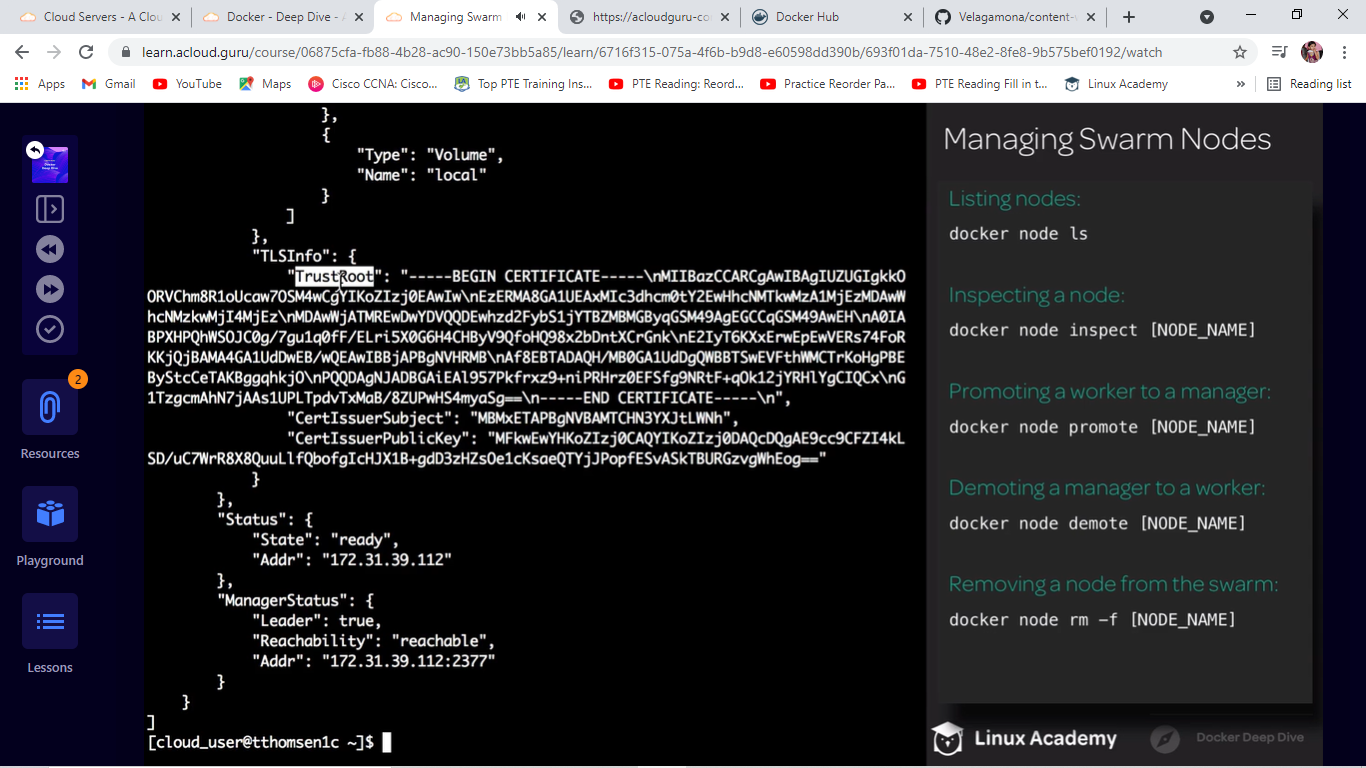 Cloud Servers - A Clou
Docker - Deep Dive - A
Managing Swarm
https://acloudguru-co
Docker Hub
Velagamona/content-
learn.acloud.guru/course/06875cfa-fb88-4b28-ac90-150e73bb5a85/learn/6716f315-075a-4f6b-b9d8-e60598dd390b/693f01da-7510-48e2-8fe8-9b575bef0192/watch
Apps
Gmail
YouTube
Maps
Cisco CCNA: Cisco...
Top PTE Training Ins...
PTE Reading: Reord...
Practice Reorder Pa...
PTE Reading Fill in t...
Linux Academy
»
Reading list
2
Resources
Playground
Lessons
},
{
"Type": "Volume",
"Name": "local"
}
]
},
"TLSInfo": {
"TrustRoot": "-----BEGIN CERTIFICATE-----\nMIIBazCCARCgAwIBAgIUZUGIgkkO
ORVChm8R1oUcaw7OSM4wCgYIKoZIzj0EAwIw\nEzERMA8GA1UEAxMIc3dhcm0tY2EwHhcNMTkwMzA1MjEzMDAwW
hcNMzkwMjI4MjEz\nMDAwWjATMREwDwYDVQQDEwhzd2FybS1jYTBZMBMGByqGSM49AgEGCCqGSM49AwEH\nA0IA
BPXHPQhWSOJC0g/7gu1q0fF/ELri5X0G6H4CHByV9QfoHQ98x2bDntXCrGnk\nE2IyT6KXxErwEpEwVERs74FoR
KKjQjBAMA4GA1UdDwEB/wQEAwIBBjAPBgNVHRMB\nAf8EBTADAQH/MB0GA1UdDgQWBBTSwEVFthWMCTrKoHgPBE
ByStcCeTAKBggqhkjO\nPQQDAgNJADBGAiEAl957Pkfrxz9+niPRHrz0EFSfg9NRtF+qOk12jYRHlYgCIQCx\nG
1TzgcmAhN7jAAs1UPLTpdvTxMaB/8ZUPwHS4myaSg==\n-----END CERTIFICATE-----\n",
"CertIssuerSubject": "MBMxETAPBgNVBAMTCHN3YXJtLWNh",
"CertIssuerPublicKey": "MFkwEwYHKoZIzj0CAQYIKoZIzj0DAQcDQgAE9cc9CFZI4kL
SD/uC7WrR8X8QuuLlfQbofgIcHJX1B+gdD3zHZsOe1cKsaeQTYjJPopfESvASkTBURGzvgWhEog=="
}
},
"Status": {
"State": "ready",
"Addr": "172.31.39.112"
},
"ManagerStatus": {
"Leader": true,
"Reachability": "reachable",
"Addr": "172.31.39.112:2377"
}
}
]
[cloud_user@tthomsen1c ~]$
Managing Swarm Nodes
Listing nodes:
docker node ls
Inspecting a node:
docker node inspect [NODE_NAME]
Promoting a worker to a manager:
docker node promote [NODE_NAME]
Demoting a manager to a worker:
docker node demote [NODE_NAME]
Removing a node from the swarm:
docker node rm -f [NODE_NAME]
Linux Academy
Docker Deep Dive